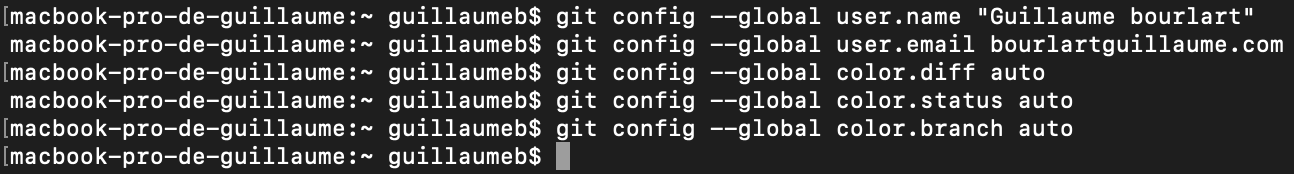 [macbook-pro-de-guillaume:~ guillaumeb$ git config --global user.name "Guillaume bourlart"
macbook-pro-de-guillaume:~ guillaumeb$ git config --global user.email bourlartguillaume.com
[macbook-pro-de-guillaume:~ guillaumeb$ git config --global color.diff auto
macbook-pro-de-guillaume:~ guillaumeb$ git config --global color.status auto
[macbook-pro-de-guillaume:~ guillaumeb$ git config --global color.branch auto
[macbook-pro-de-guillaume:~ guillaumeb$